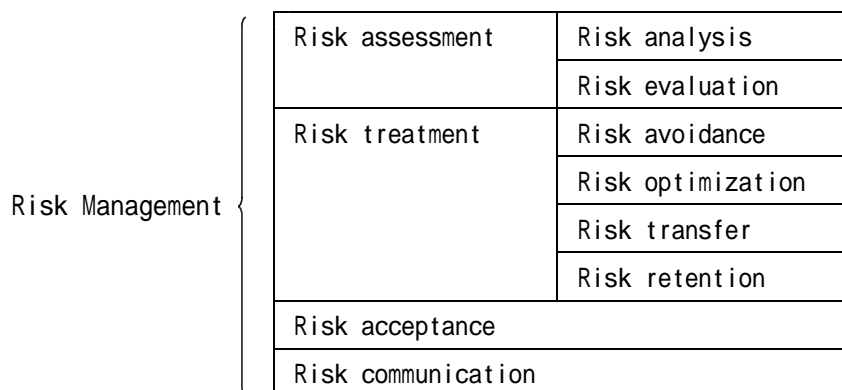 Risk assessment Risk analysis
Risk evaluation
Risk treatment Risk avoidance
Risk optimization
Risk Management
Risk transfer
Risk retention
Risk acceptance
Risk communication